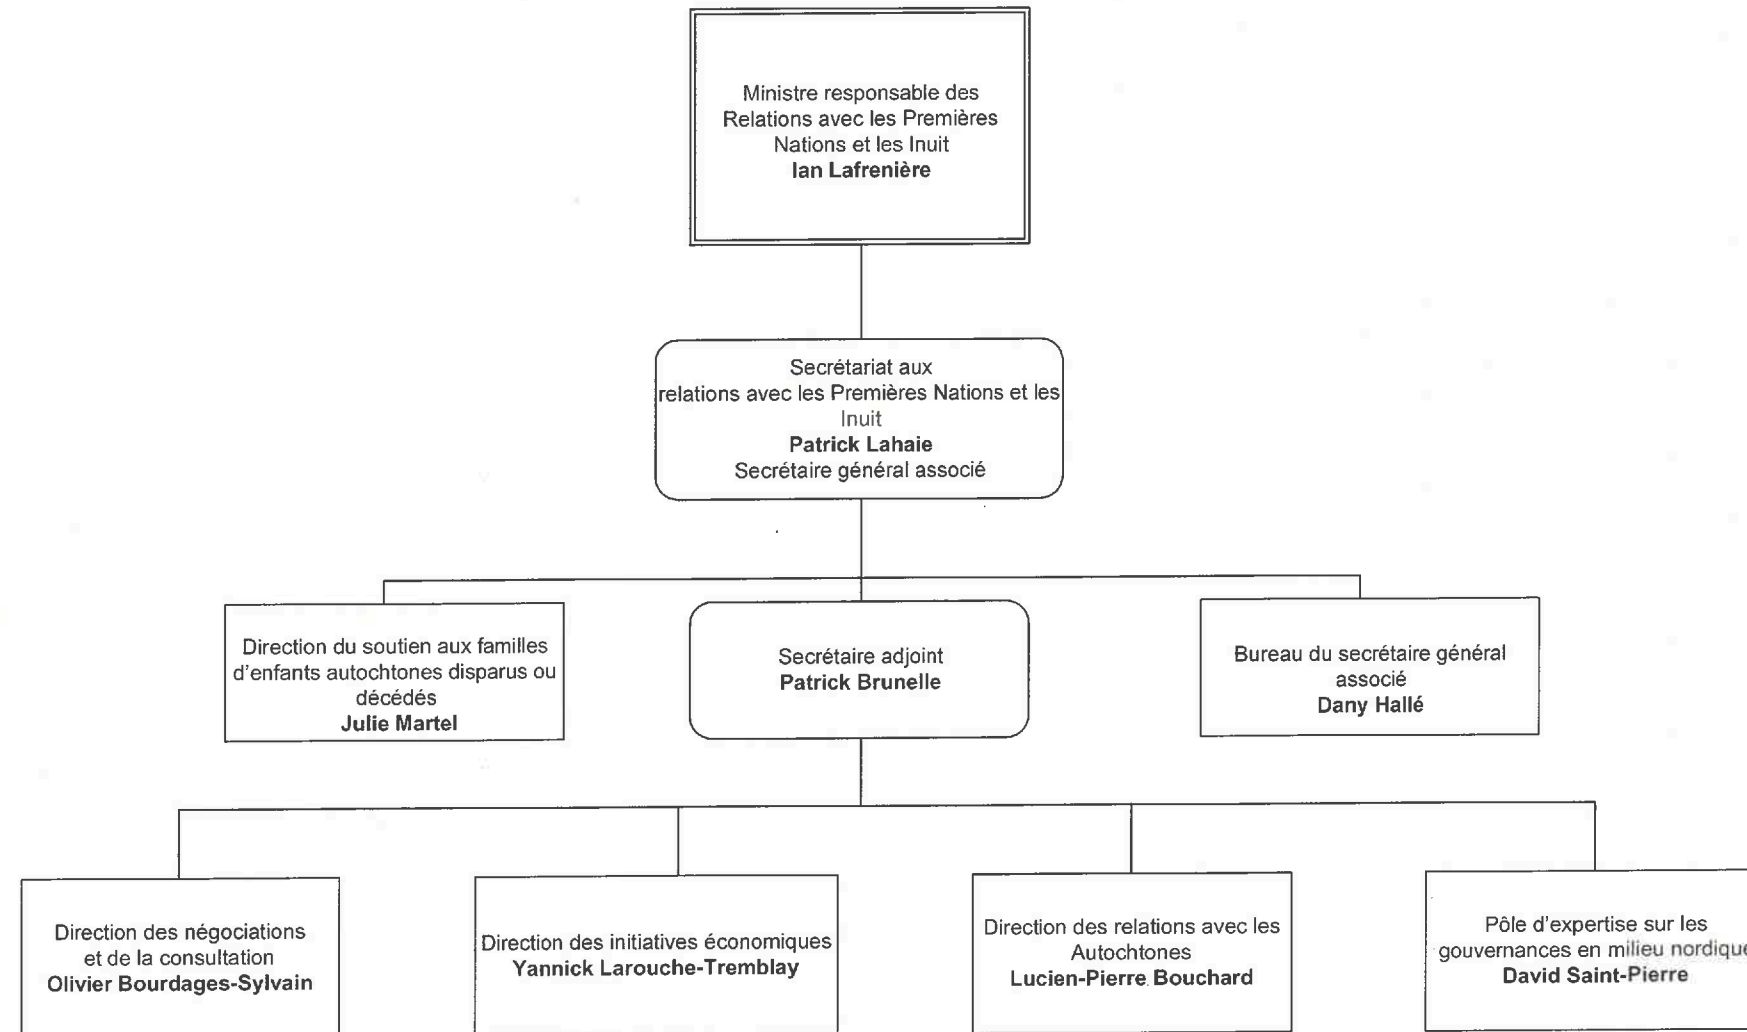 Ministre responsable des
Relations avec les Premières
Nations et les Inuit
Ian Lafrenière
Secrétariat aux
relations avec les Premières Nations et les
Inuit
Patrick Lahaie
Secrétaire général associé
Direction du soutien aux familles
d'enfants autochtones disparus ou
décédés
Julie Martel
Secrétaire adjoint
Patrick Brunelle
Bureau du secrétaire général
associé
Dany Hallé
Direction des négociations
et de la consultation
Olivier Bourdages-Sylvain
Direction des initiatives économiques
Yannick Larouche-Tremblay
Direction des relations avec les
Autochtones
Lucien-Pierre Bouchard
Pôle d'expertise sur les
gouvernances en milieu nordique
David Saint-Pierre